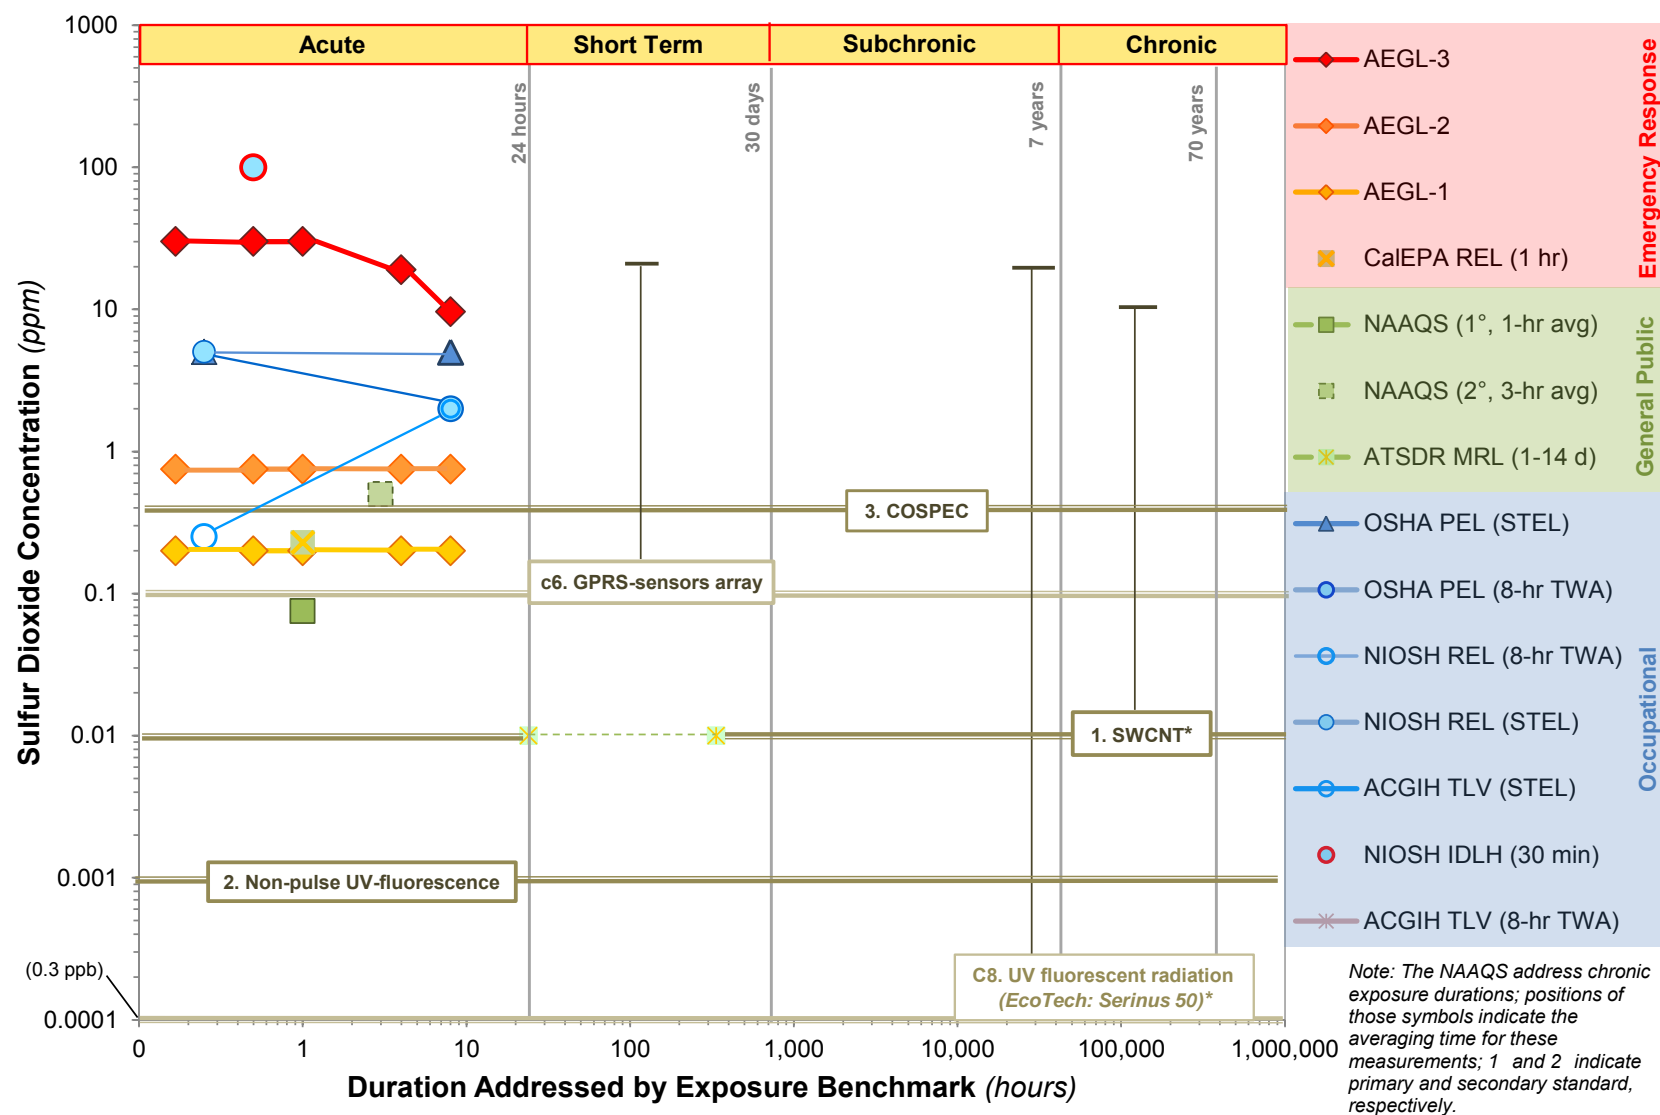 1000
100
10
1
0.1
0.01
0.001
0.0001
(0.3 ppb)
Sulfur Dioxide Concentration (ppm)
Acute
Short Term
Subchronic
Chronic
24 hours
30 days
7 years
70 years
3. COSPEC
c6. GPRS-sensors array
1. SWCNT*
2. Non-pulse UV-fluorescence
C8. UV fluorescent radiation
(EcoTech: Serinus 50)*
0
1
10
100
1,000
10,000
100,000
1,000,000
Duration Addressed by Exposure Benchmark (hours)
AEGL-3
AEGL-2
AEGL-1
CalEPA REL (1 hr)
Emergency Response
NAAQS (1°, 1-hr avg)
NAAQS (2°, 3-hr avg)
ATSDR MRL (1-14 d)
General Public
OSHA PEL (STEL)
OSHA PEL (8-hr TWA)
NIOSH REL (8-hr TWA)
NIOSH REL (STEL)
ACGIH TLV (STEL)
NIOSH IDLH (30 min)
ACGIH TLV (8-hr TWA)
Occupational
Note: The NAAQS address chronic
exposure durations; positions of
those symbols indicate the
averaging time for these
measurements; 1 and 2 indicate
primary and secondary standard,
respectively.